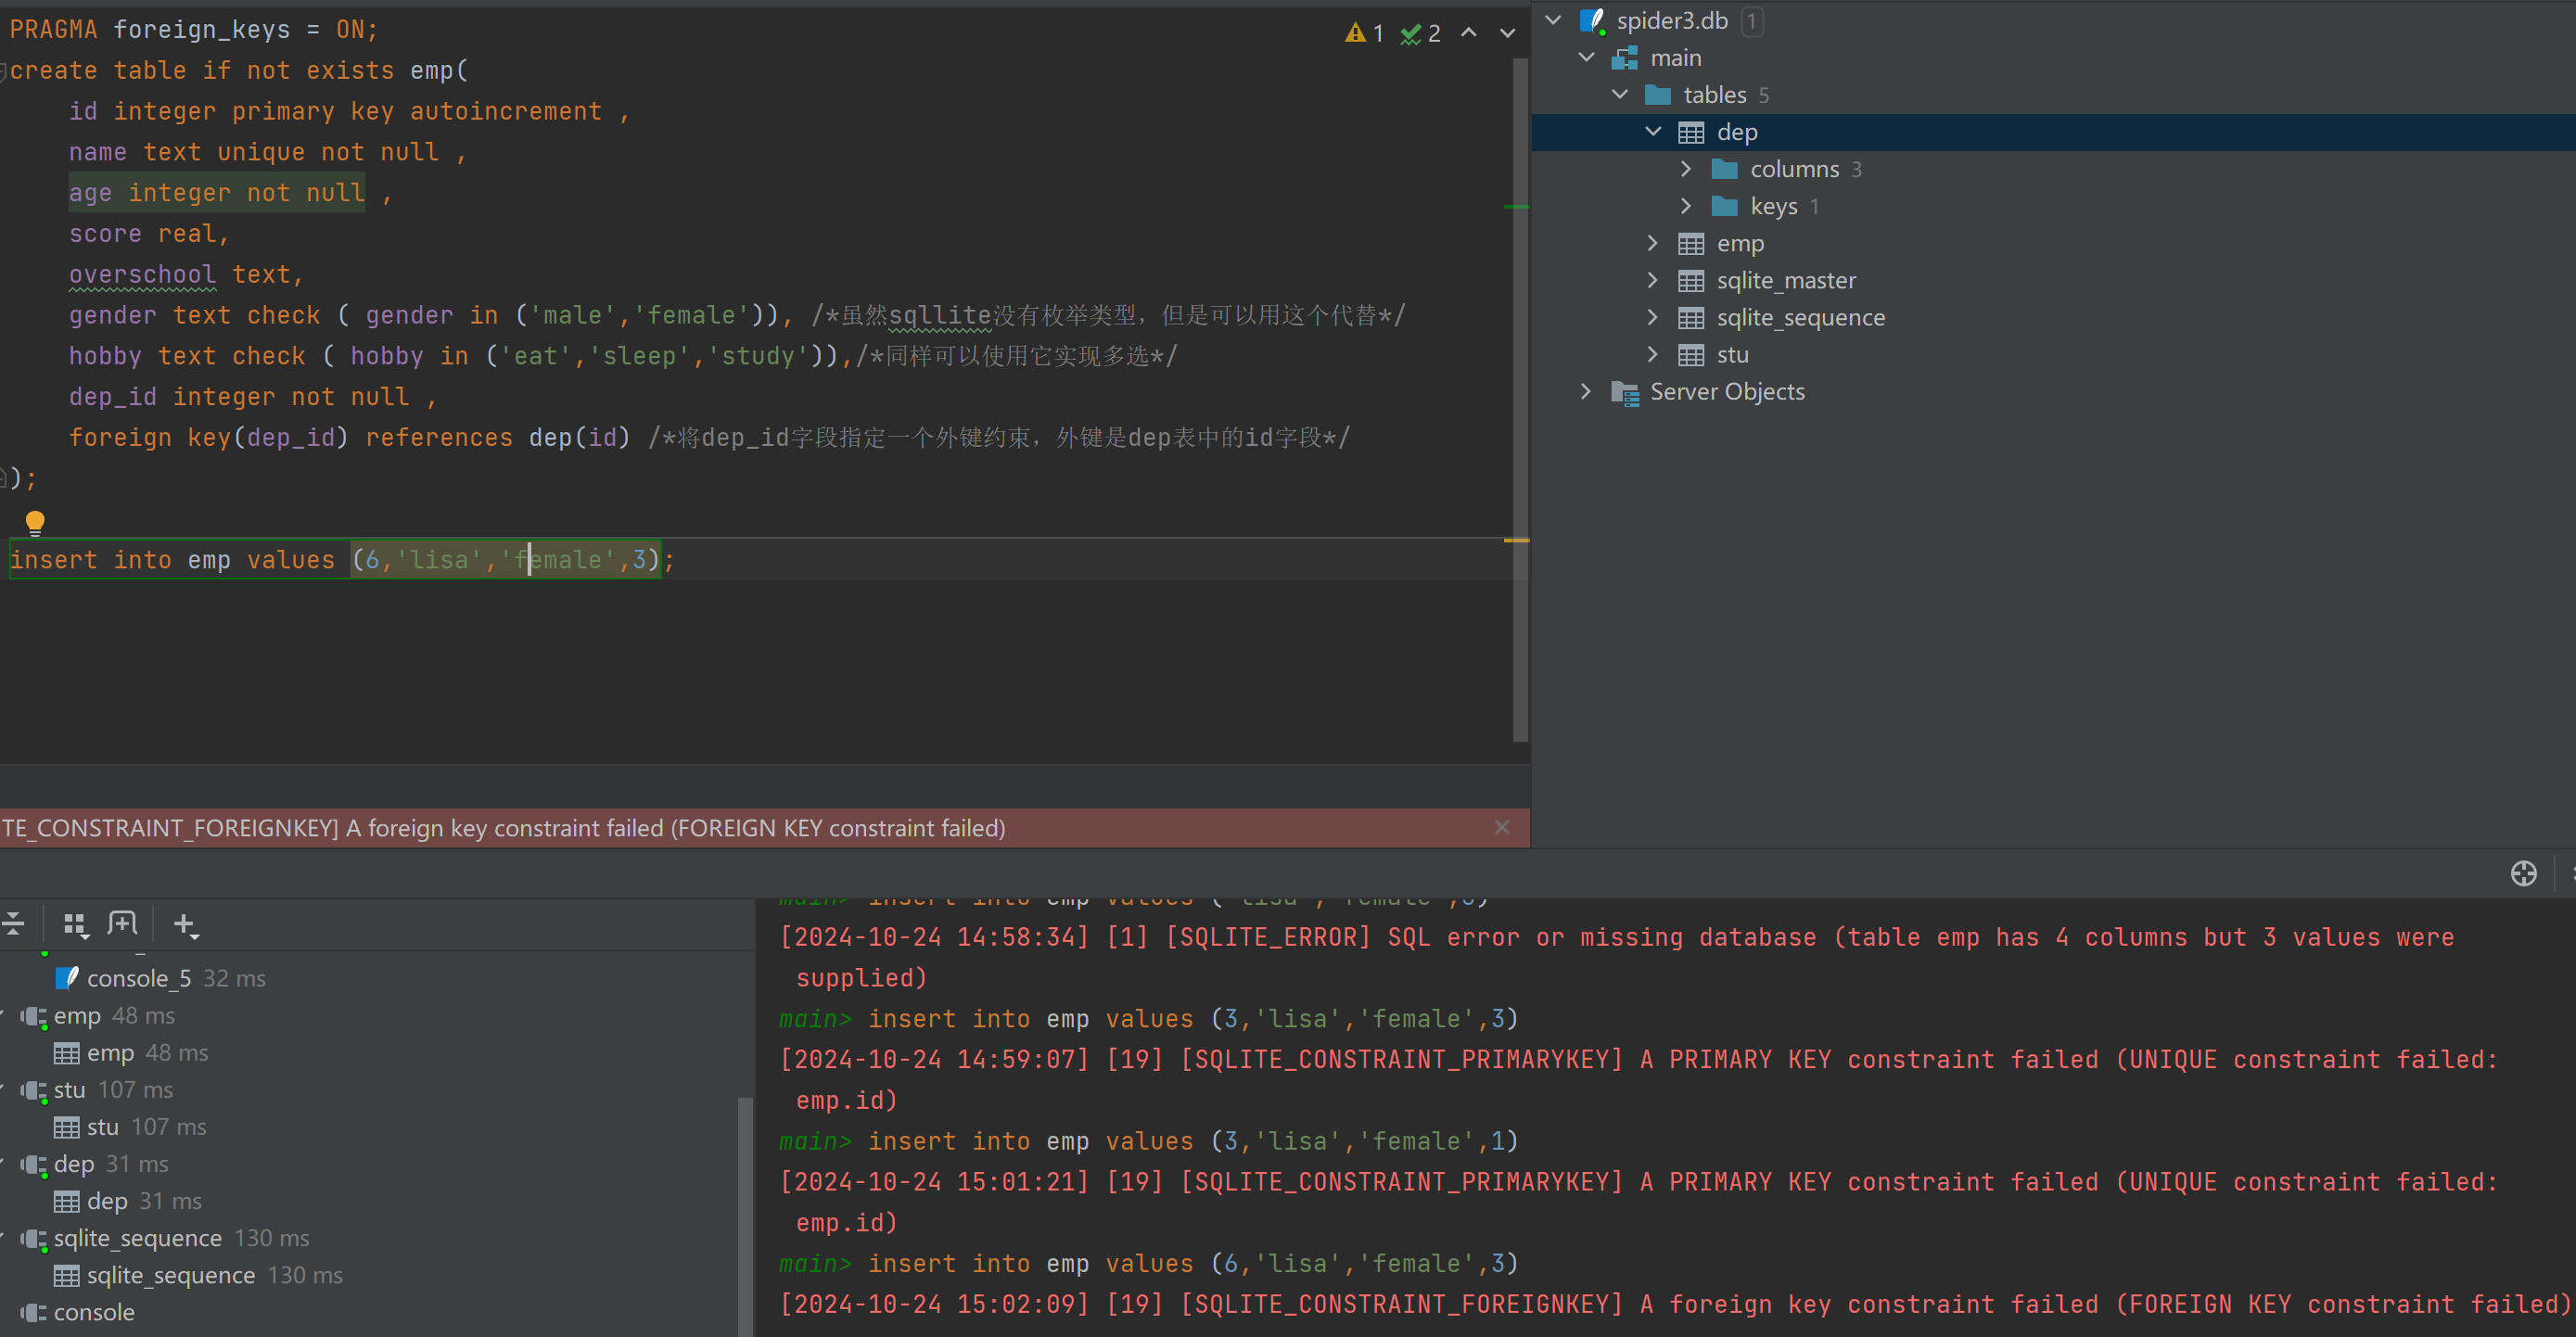 PRAGMA foreign_keys = ON;
create table if not exists emp(
id integer primary key autoincrement ,
name text unique not null ,
age integer not null ,
score real,
overschool text,
gender text check ( gender in ('male','female')), /*虽然sqllite没有枚举类型，但是可以用这个代替*/
hobby text check ( hobby in ('eat','sleep','study')),/*同样可以使用它实现多选*/
dep_id integer not null ,
foreign key(dep_id) references dep(id) /*将dep_id字段指定一个外键约束，外键是dep表中的id字段*/
);
insert into emp values (6,'lisa','female',3);
1 2
TE_CONSTRAINT_FOREIGNKEY] A foreign key constraint failed (FOREIGN KEY constraint failed)
spider3.db 1
main
tables 5
dep
columns 3
keys 1
emp
sqlite_master
sqlite_sequence
stu
Server Objects
console_5 32 ms
emp 48 ms
emp 48 ms
stu 107 ms
stu 107 ms
dep 31 ms
dep 31 ms
sqlite_sequence 130 ms
sqlite_sequence 130 ms
console
main> insert into emp values ('lisa','female',3)
[2024-10-24 14:58:34] [1] [SQLITE_ERROR] SQL error or missing database (table emp has 4 columns but 3 values were
supplied)
main> insert into emp values (3,'lisa','female',3)
[2024-10-24 14:59:07] [19] [SQLITE_CONSTRAINT_PRIMARYKEY] A PRIMARY KEY constraint failed (UNIQUE constraint failed:
emp.id)
main> insert into emp values (3,'lisa','female',1)
[2024-10-24 15:01:21] [19] [SQLITE_CONSTRAINT_PRIMARYKEY] A PRIMARY KEY constraint failed (UNIQUE constraint failed:
emp.id)
main> insert into emp values (6,'lisa','female',3)
[2024-10-24 15:02:09] [19] [SQLITE_CONSTRAINT_FOREIGNKEY] A foreign key constraint failed (FOREIGN KEY constraint failed)